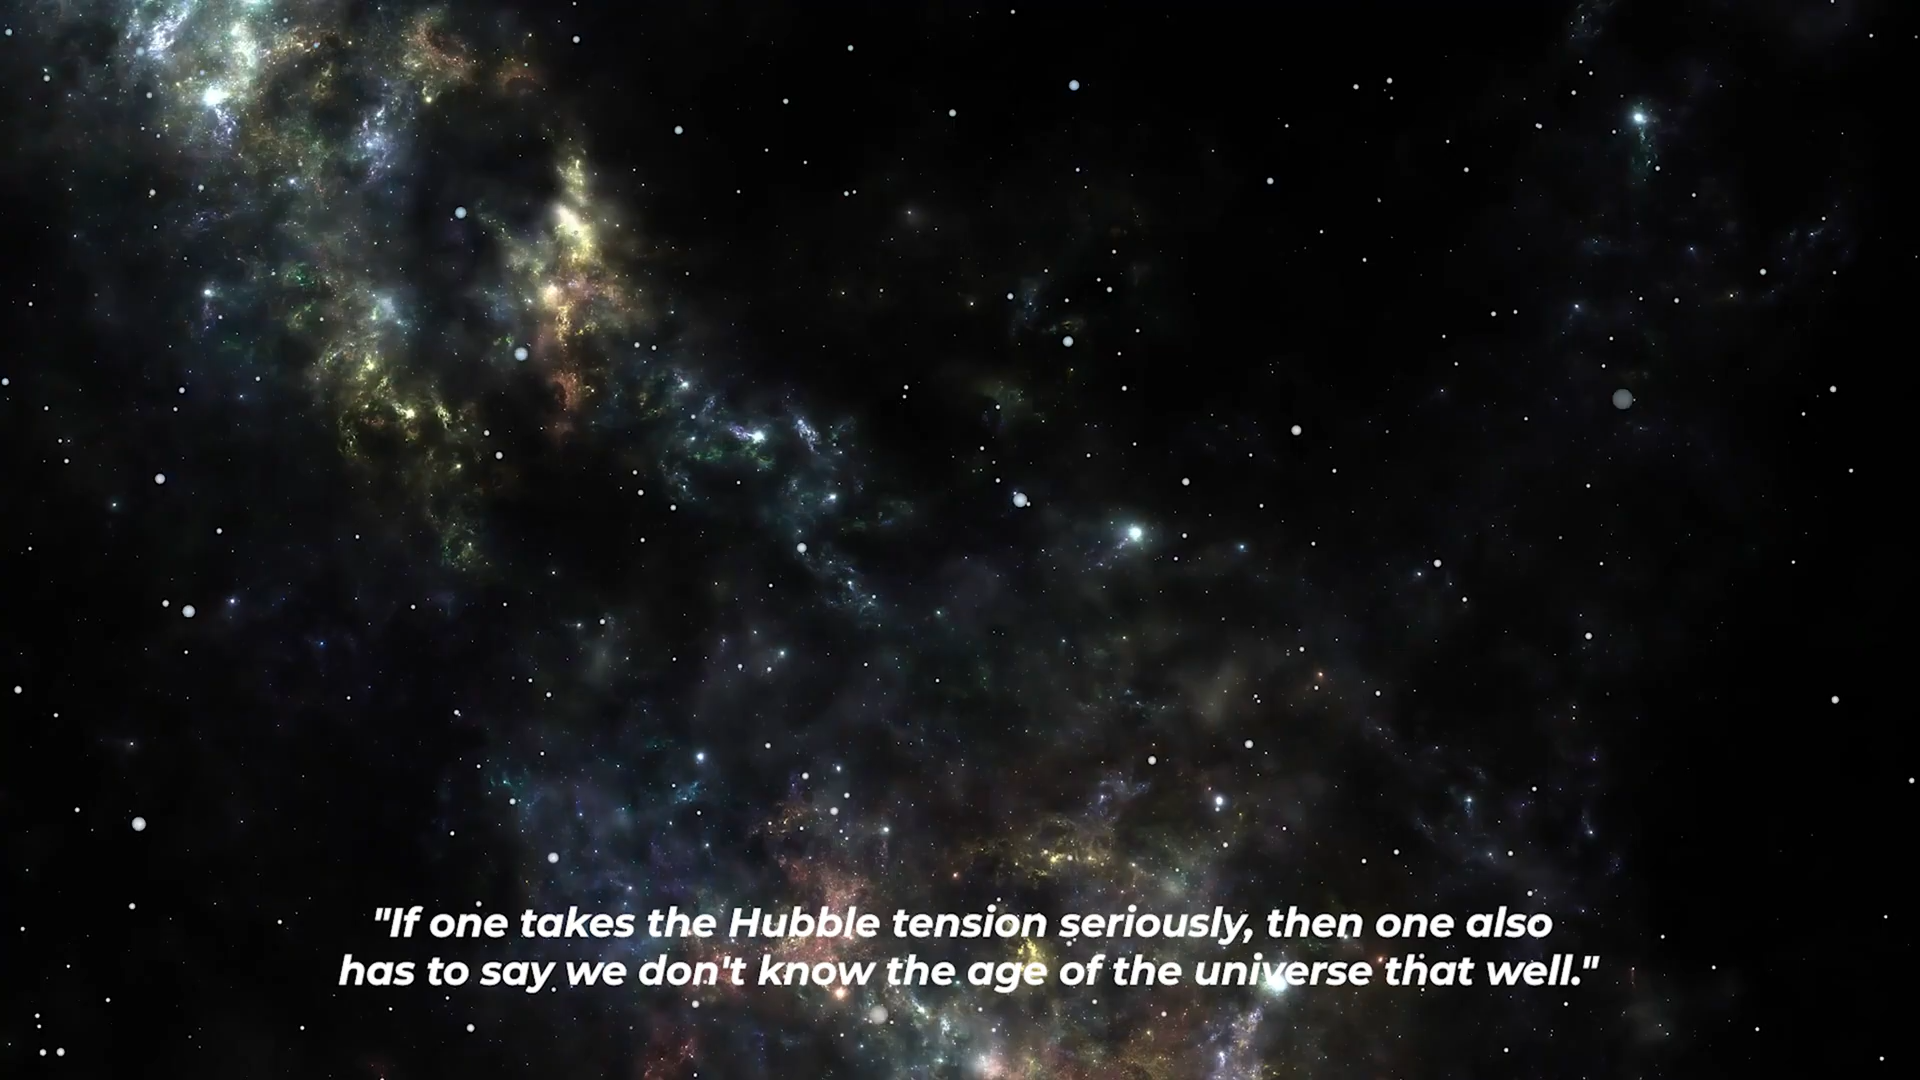 "If one takes the Hubble tension seriously, then one also
has to say we don't know the age of the universe that well."